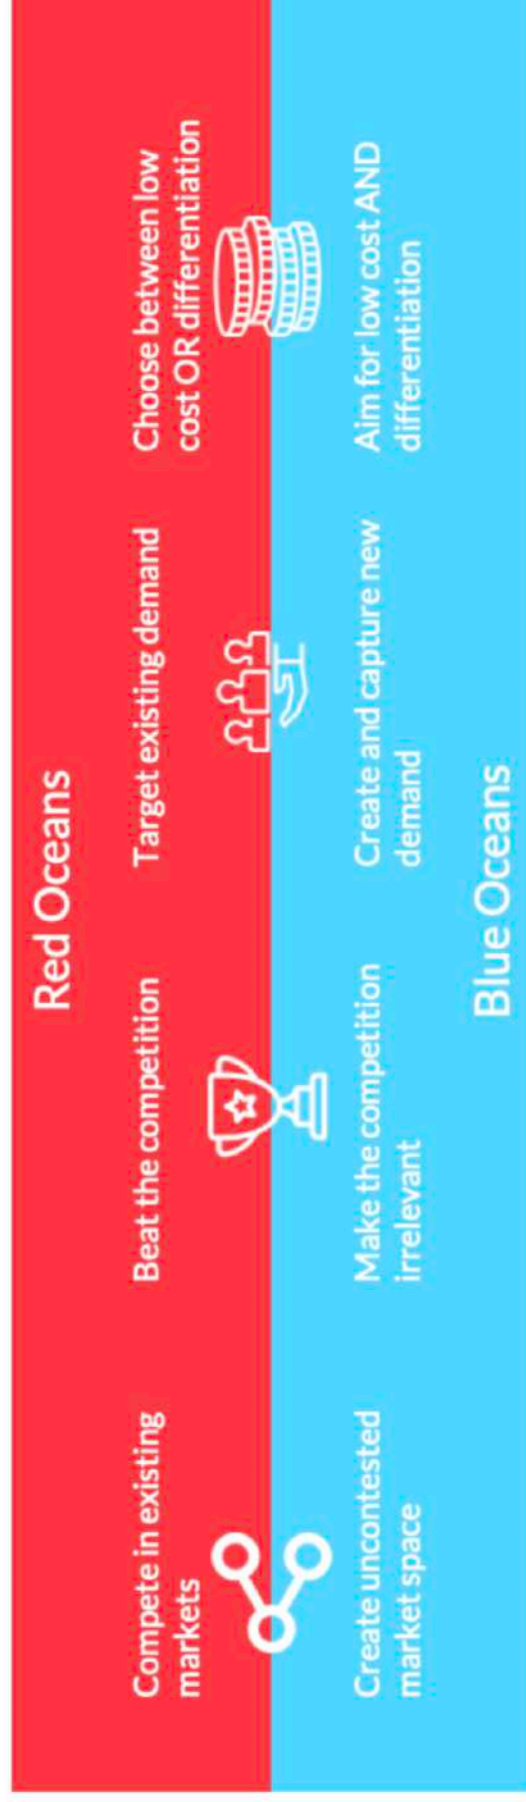 Red Oceans
Compete in existing
markets
Beat the competition
Target existing demand
Choose between low
cost OR differentiation
Create uncontested
market space
Make the competition
irrelevant
Create and capture new
demand
Aim for low cost AND
differentiation
Blue Oceans